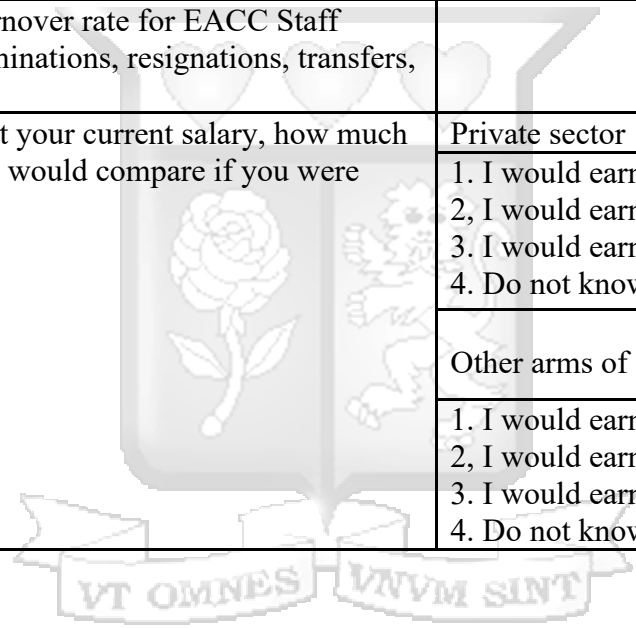 rnover rate for EACC Staff
minations, resignations, transfers,
t your current salary, how much
would compare if you were
Private sector
1. I would earn
2, I would earn
3. I would earn
4. Do not know
Other arms of
1. I would earn
2, I would earn
3. I would earn
4. Do not know
VT OMNES VNVM SINT